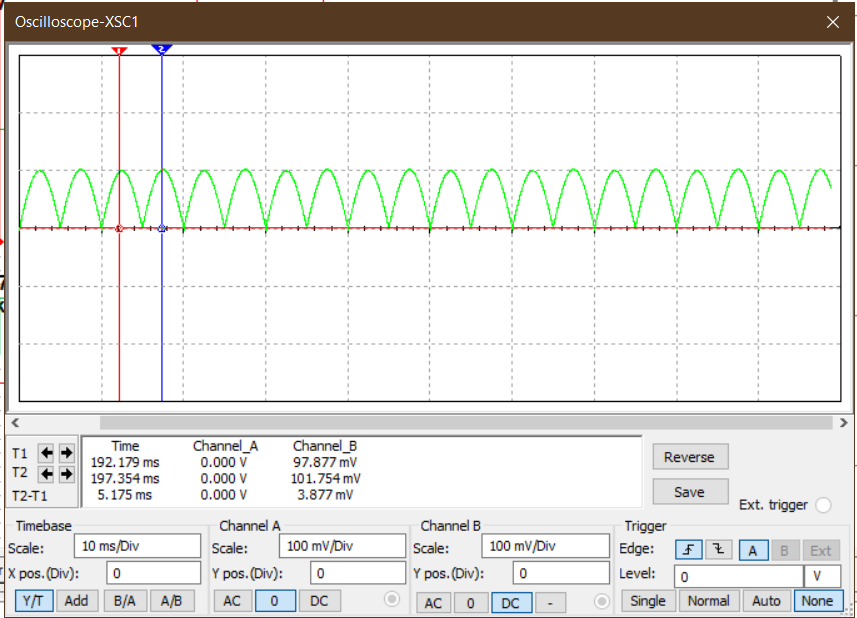 Oscilloscope-XSC1
1 2
T1
T2
T2-T1
Time Channel_A Channel_B
192.179 ms 0.000 V 97.877 mV
197.354 ms 0.000 V 101.754 mV
5.175 ms 0.000 V 3.877 mV
Reverse
Save
Ext. trigger
Timebase
Scale: 10 ms/Div
X pos.(Div): 0
Y/T Add B/A A/B
Channel A
Scale: 100 mV/Div
Y pos.(Div): 0
AC 0 DC
Channel B
Scale: 100 mV/Div
Y pos.(Div): 0
AC 0 DC -
Trigger
Edge: A B Ext
Level: 0 V
Single Normal Auto None